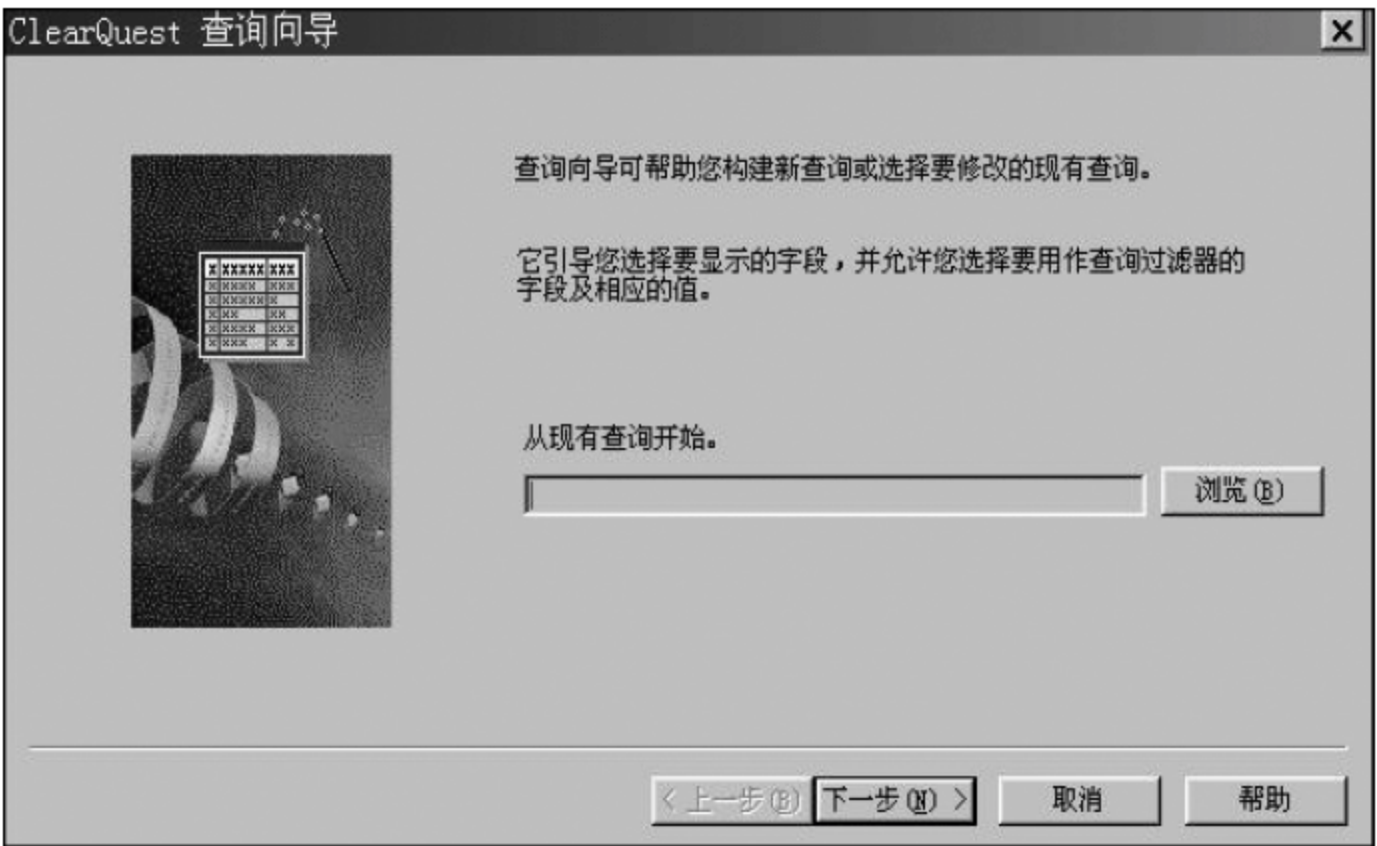 ClearQuest 查询向导
查询向导可帮助您构建新查询或选择要修改的现有查询。
它引导您选择要显示的字段，并允许您选择要用作查询过滤器的
字段及相应的值。
从现有查询开始。
浏览(B)
< 上一步(B) 下一步(N) > 取消 帮助